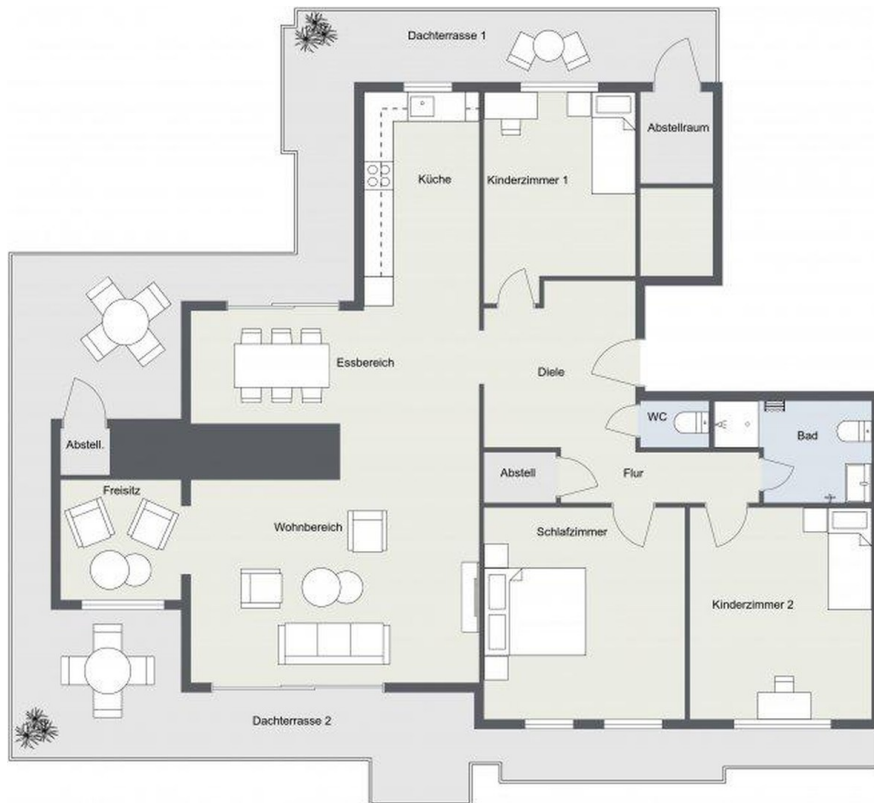 Dachterrasse 1
Abstellraum
Küche
Kinderzimmer 1
Essbereich
Diele
WC
Bad
Abstell.
Abstell
Flur
Freisitz
Wohnbereich
Schlafzimmer
Kinderzimmer 2
Dachterrasse 2